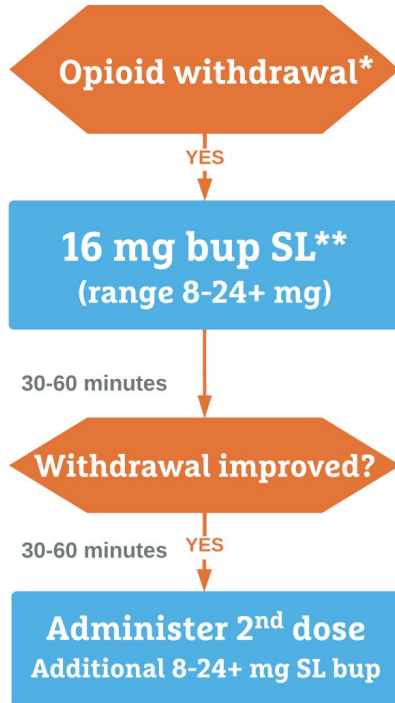 Opioid withdrawal*
YES
16 mg bup SL**
(range 8-24+ mg)
30-60 minutes
Withdrawal improved?
30-60 minutes YES
Administer 2nd dose
Additional 8-24+ mg SL bup